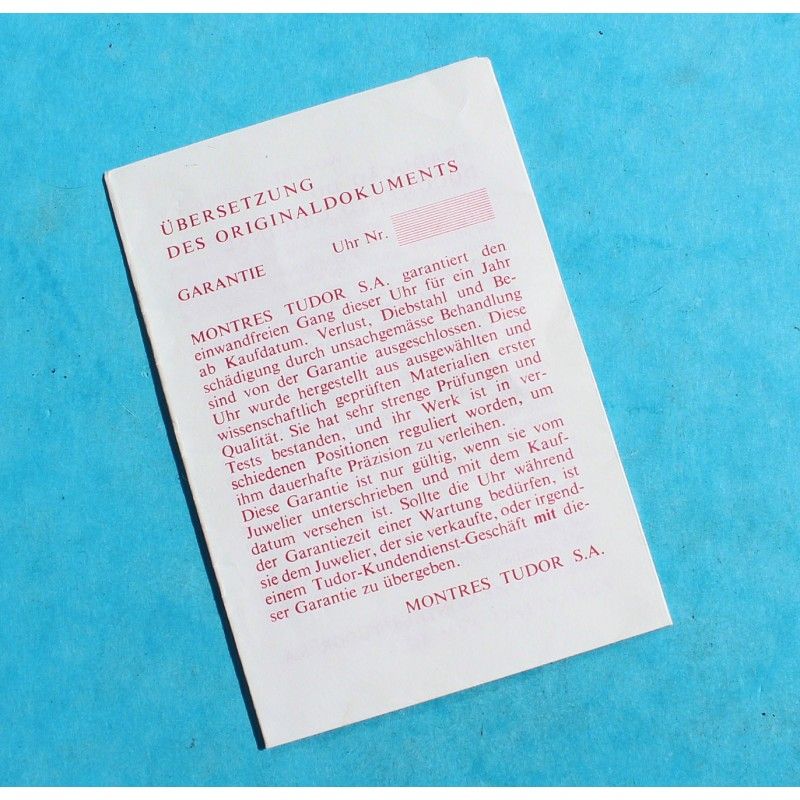 ÜBERSETZUNG
DES ORIGINALDOKUMENTS
Uhr Nr.
GARANTIE
MONTRES TUDOR S.A. garantiert den
einwandfreien Gang dieser Uhr für ein Jahr
ab Kaufdatum. Verlust, Diebstahl und Be-
schädigung durch unsachgemässe Behandlung
sind von der Garantie ausgeschlossen. Diese
Uhr wurde hergestellt aus ausgewählten und
wissenschaftlich geprüften Materialien erster
Qualität. Sie hat sehr strenge Prüfungen und
Tests bestanden, und ihr Werk ist in ver-
schiedenen Positionen reguliert worden, um
ihm dauerhafte Präzision zu verleihen.
Diese Garantie ist nur gültig, wenn sie vom
Juwelier unterschrieben und mit dem Kauf-
datum versehen ist. Sollte die Uhr während
der Garantiezeit einer Wartung bedürfen, ist
sie dem Juwelier, der sie verkaufte, oder irgend-
einem Tudor-Kundendienst-Geschäft mit die-
ser Garantie zu übergeben.
MONTRES TUDOR S.A.